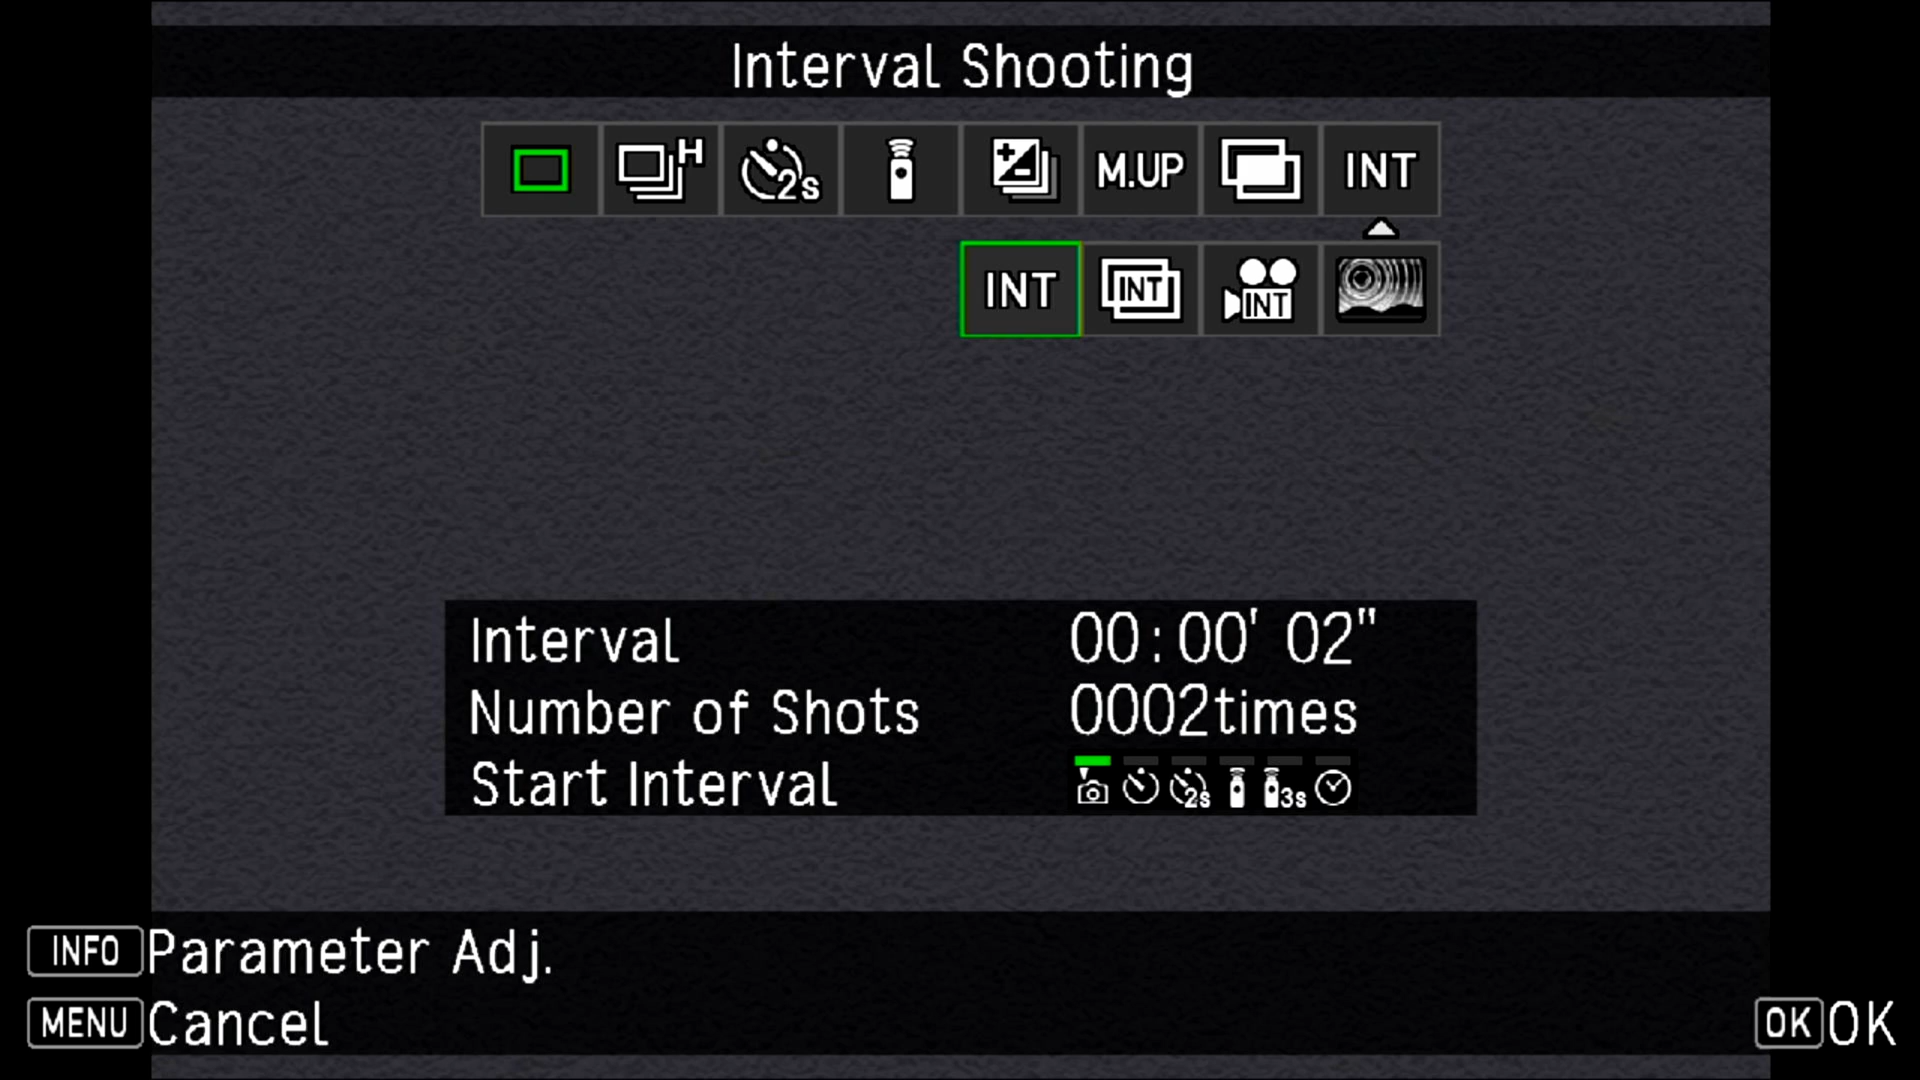 Interval Shooting
H 2s M.UP INT
INT INT INT
Interval 00:00' 02"
Number of Shots 0002times
Start Interval 2s 3s
INFO Parameter Adj.
MENU Cancel
OK OK